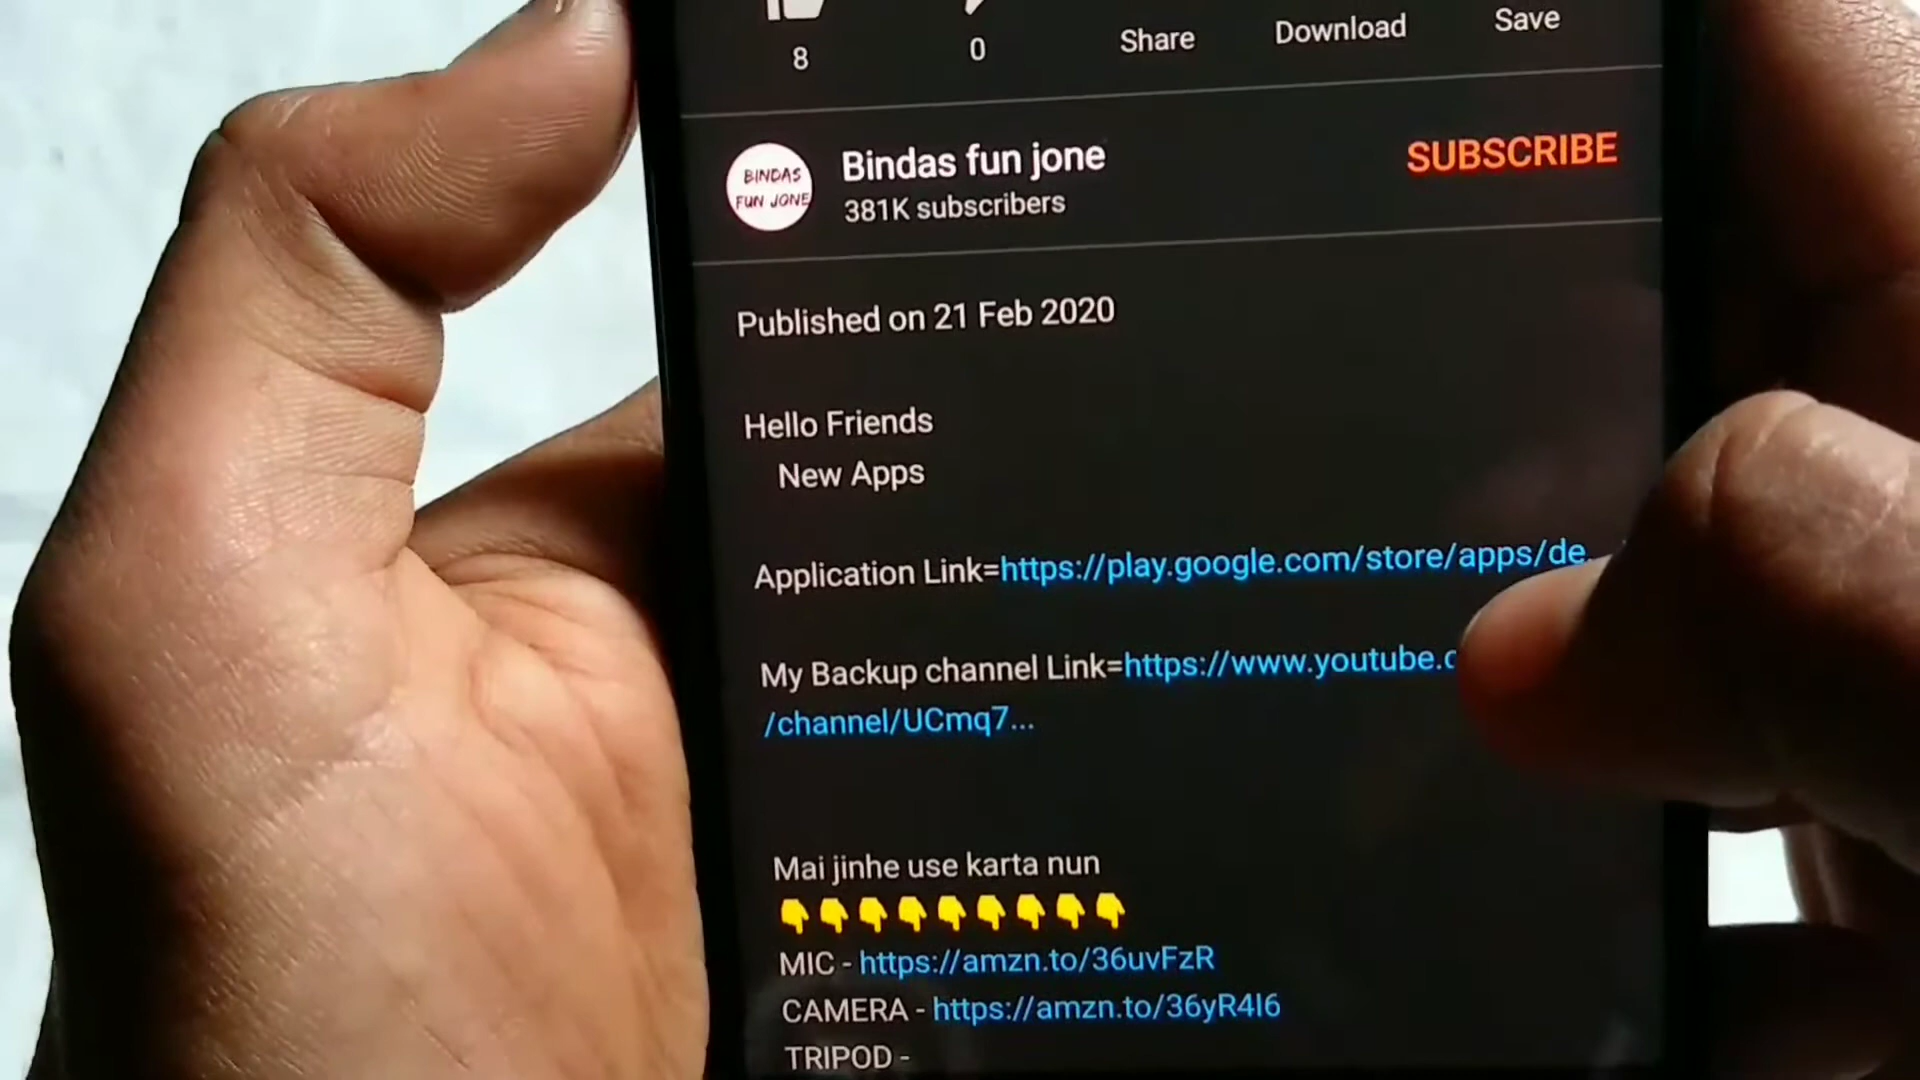 8
0
Share
Download
Save
BINDAS
FUN JONE
Bindas fun jone
381K subscribers
SUBSCRIBE
Published on 21 Feb 2020
Hello Friends
New Apps
Application Link=https://play.google.com/store/apps/de...
My Backup channel Link=https://www.youtube.c
/channel/UCmq7...
Mai jinhe use karta nun
👇👇👇👇👇👇👇👇👇
MIC - https://amzn.to/36uvFzR
CAMERA - https://amzn.to/36yR4I6
TRIPOD -